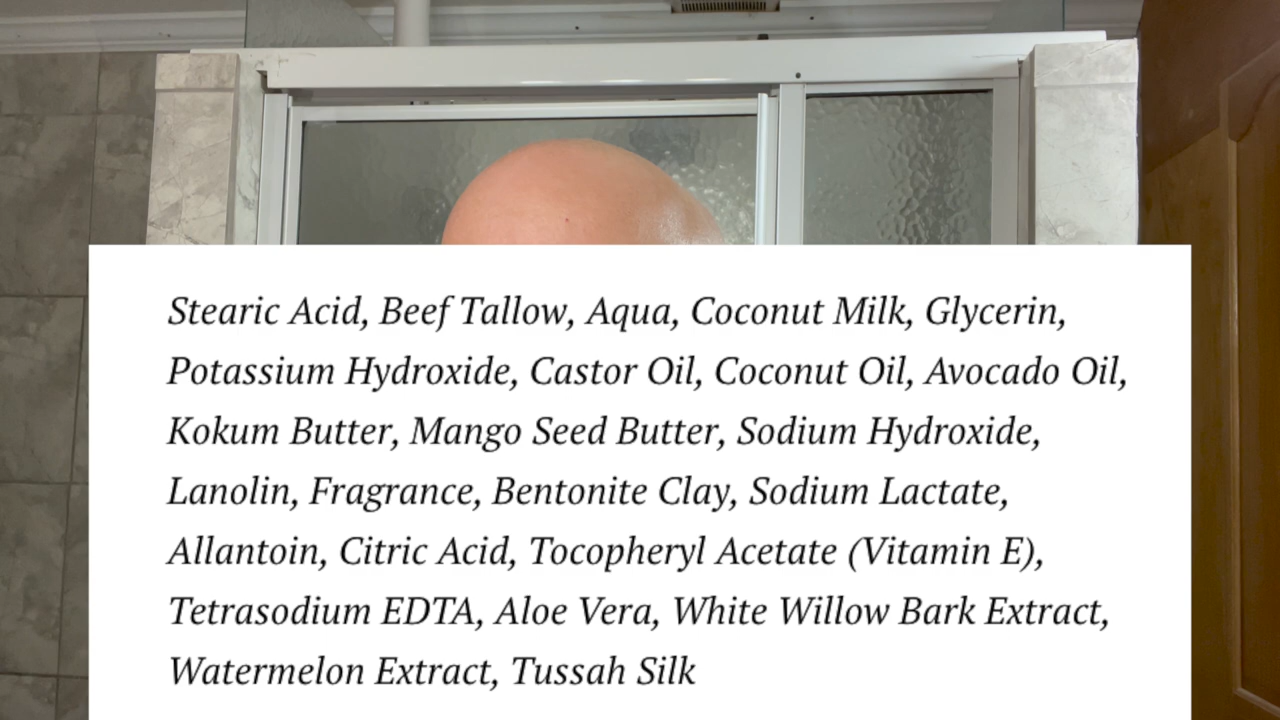 Stearic Acid, Beef Tallow, Aqua, Coconut Milk, Glycerin,
Potassium Hydroxide, Castor Oil, Coconut Oil, Avocado Oil,
Kokum Butter, Mango Seed Butter, Sodium Hydroxide,
Lanolin, Fragrance, Bentonite Clay, Sodium Lactate,
Allantoin, Citric Acid, Tocopheryl Acetate (Vitamin E),
Tetrasodium EDTA, Aloe Vera, White Willow Bark Extract,
Watermelon Extract, Tussah Silk